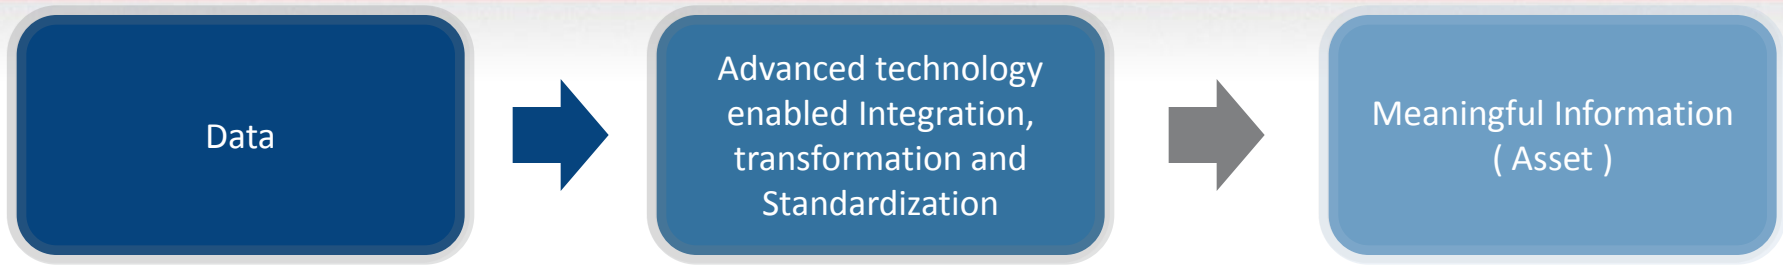 Data
Advanced technology
enabled Integration,
transformation and
Standardization
Meaningful Information
( Asset )